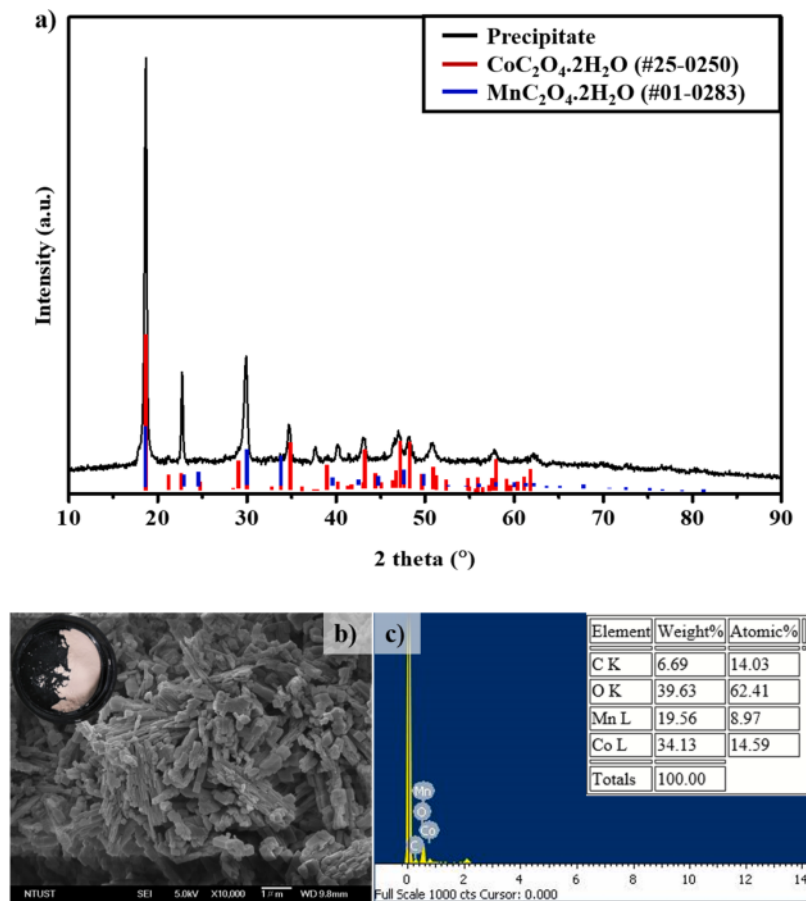 a)
Precipitate
CoC₂O₄.2H₂O (#25-0250)
MnC₂O₄.2H₂O (#01-0283)
Intensity (a.u.)
10 20 30 40 50 60 70 80 90
2 theta (°)
b)
NTUST SEI 5.0kV X10,000 1μm WD 9.8mm
c)
Element Weight% Atomic%
C K 6.69 14.03
O K 39.63 62.41
Mn L 19.56 8.97
Co L 34.13 14.59
Totals 100.00
Mn
O
Co
C
0 2 4 6 8 10 12 14
Full Scale 1000 cts Cursor: 0.000